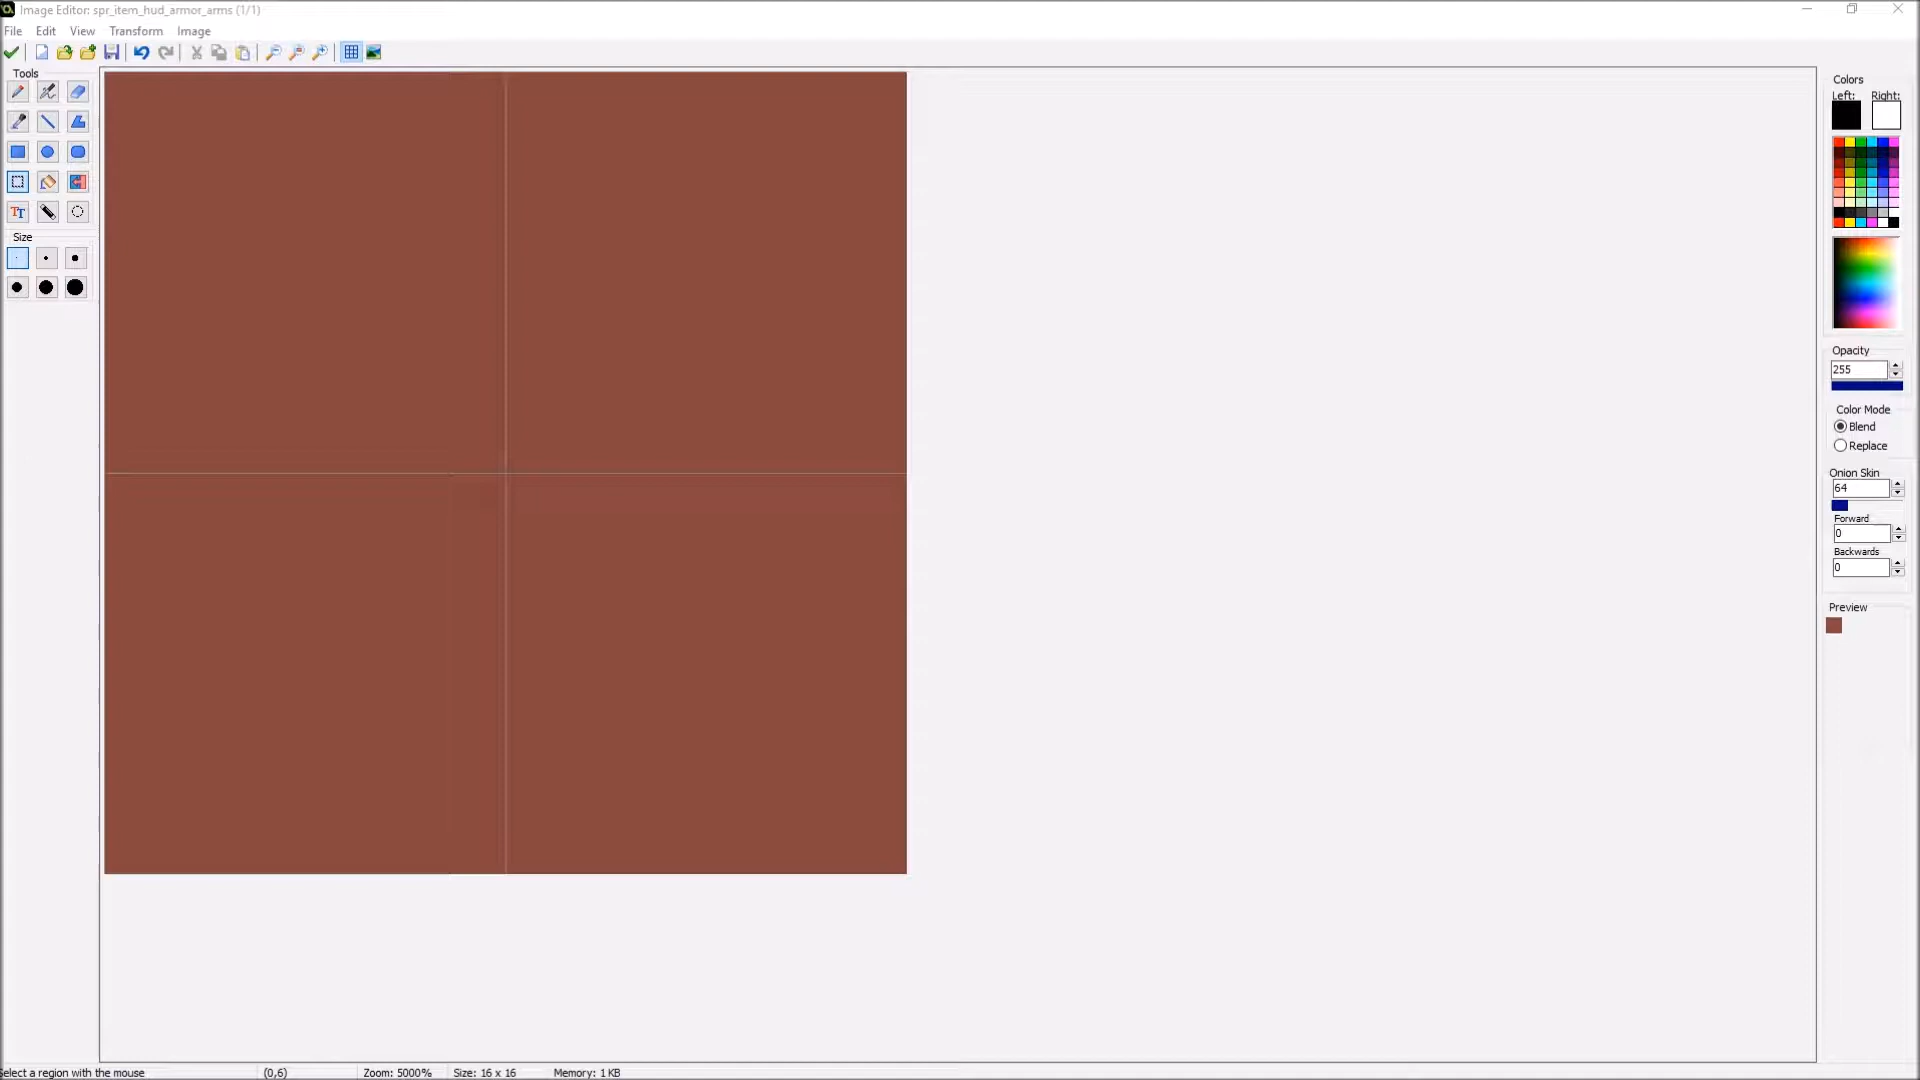 Image Editor: spr_item_hud_armor_arms (1/1)
File Edit View Transform Image
Tools
TT
Size
Colors
Left: Right:
Opacity
255
Color Mode
Blend
Replace
Onion Skin
64
Forward
0
Backwards
0
Preview
Select a region with the mouse (0,6) Zoom: 5000% Size: 16 x 16 Memory: 1 KB